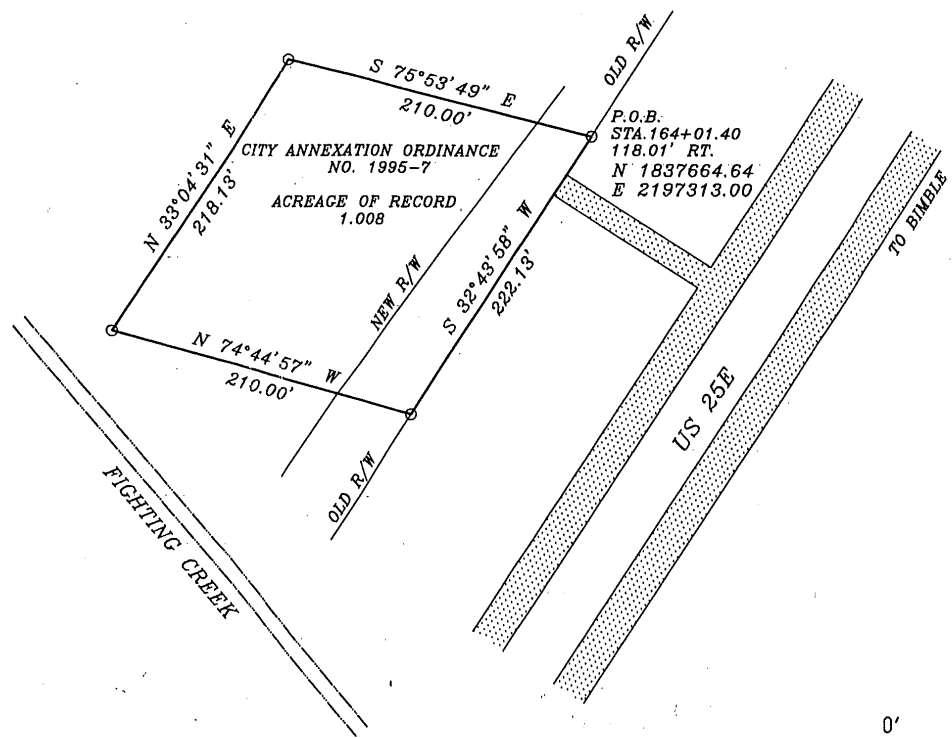 OLD R/W
S 75°53'49" E
210.00'
P.O.B.
STA.164+01.40
118.01' RT.
N 1837664.64
E 2197313.00
CITY ANNEXATION ORDINANCE
NO. 1995-7
ACREAGE OF RECORD
1.008
N 33°04'31" E
218.13'
TO BIMBLE
NEW R/W
S 32°43'58" W
222.13'
N 74°44'57" W
210.00'
US 25E
OLD R/W
FIGHTING CREEK
0'